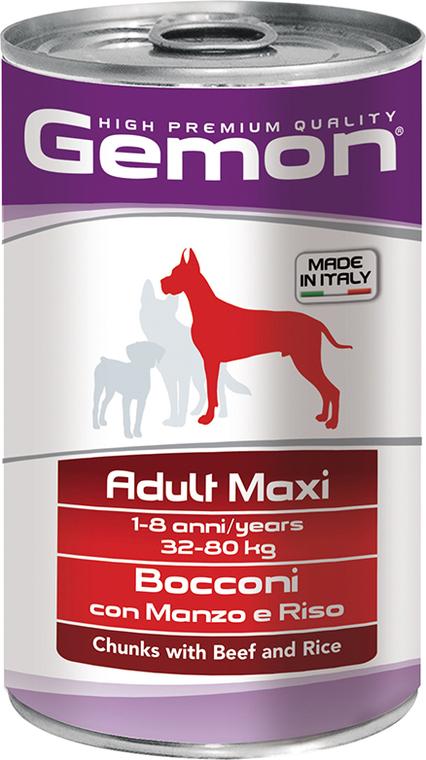 HIGH PREMIUM QUALITY
Gemon®
MADE
IN ITALY
Adult Maxi
1-8 anni/years
32-80 kg
Bocconi
con Manzo e Riso
Chunks with Beef and Rice